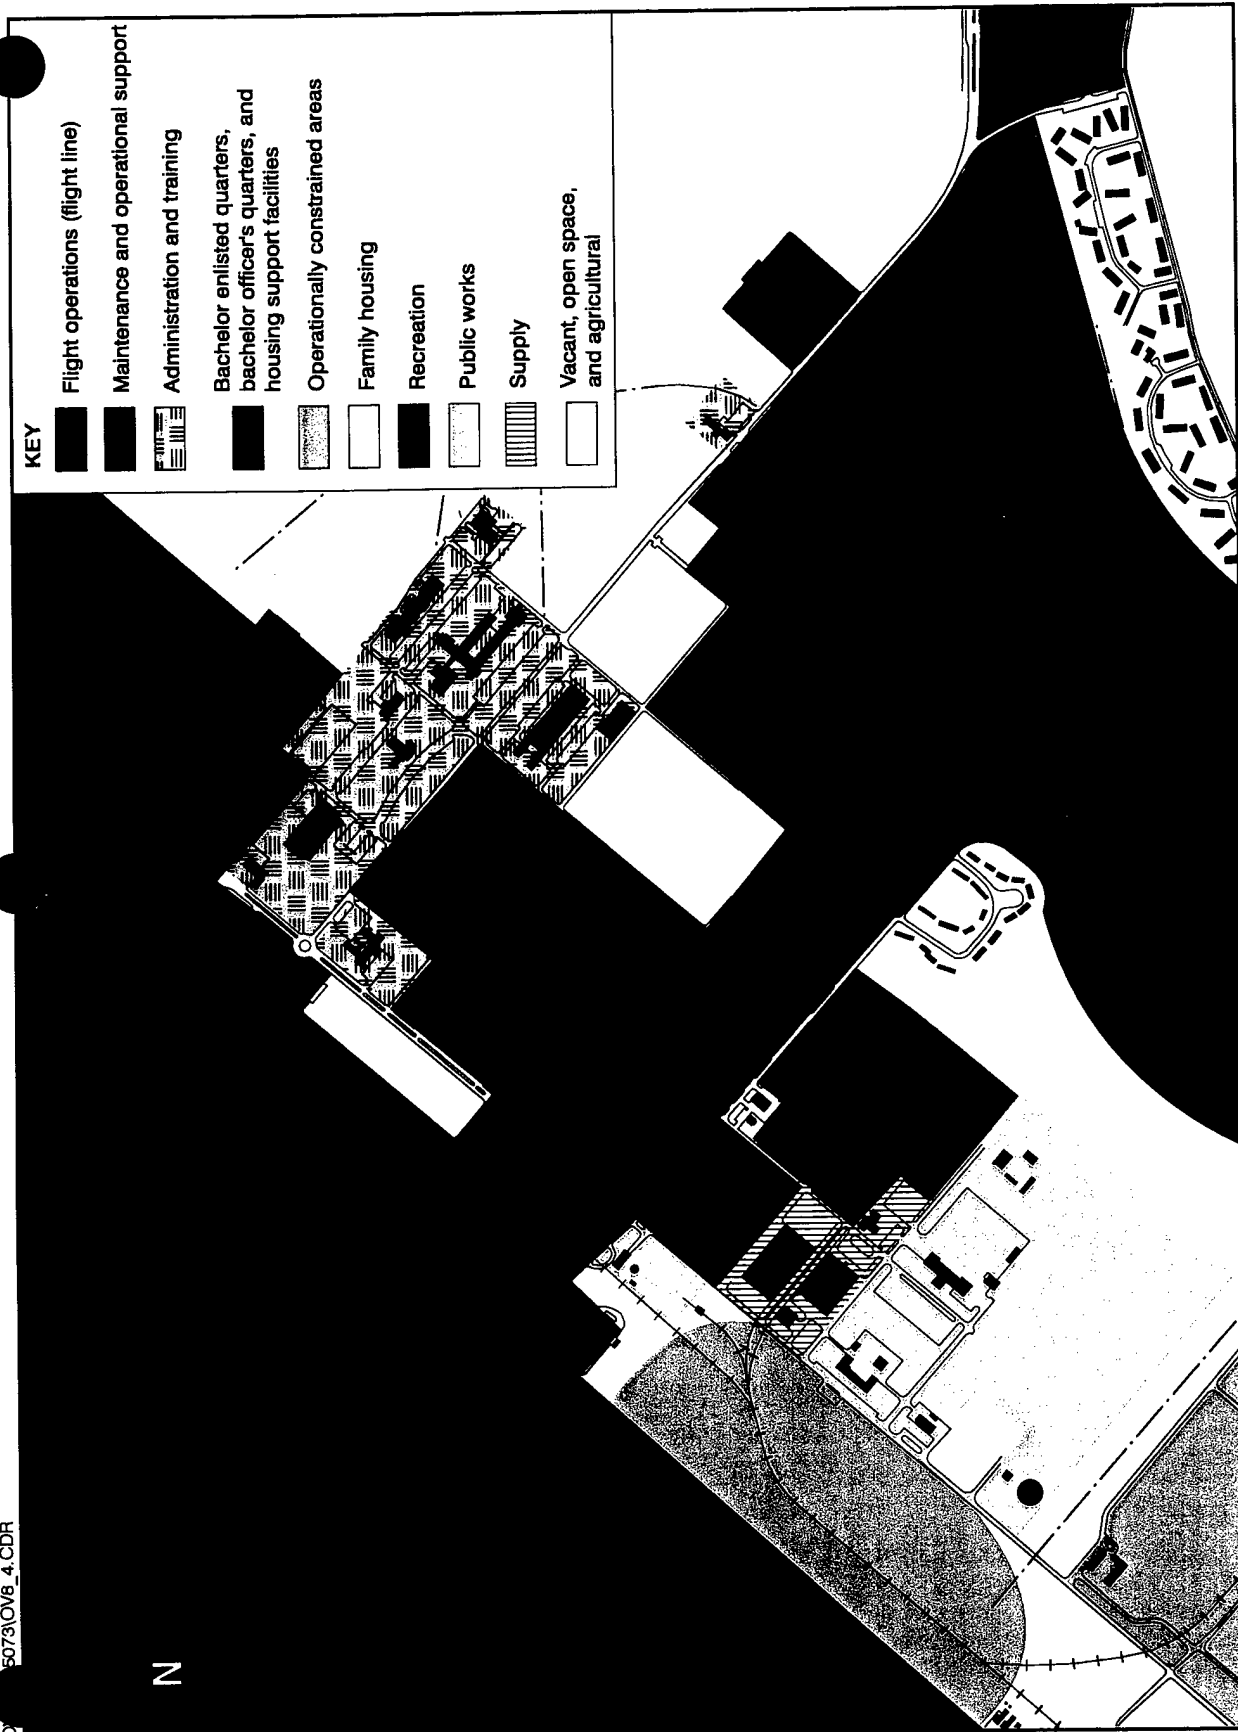 KEY
Flight operations (flight line)
Maintenance and operational support
Administration and training
Bachelor enlisted quarters,
bachelor officer's quarters, and
housing support facilities
Operationally constrained areas
Family housing
Recreation
Public works
Supply
Vacant, open space,
and agricultural
5073\OV8_4.CDR
N